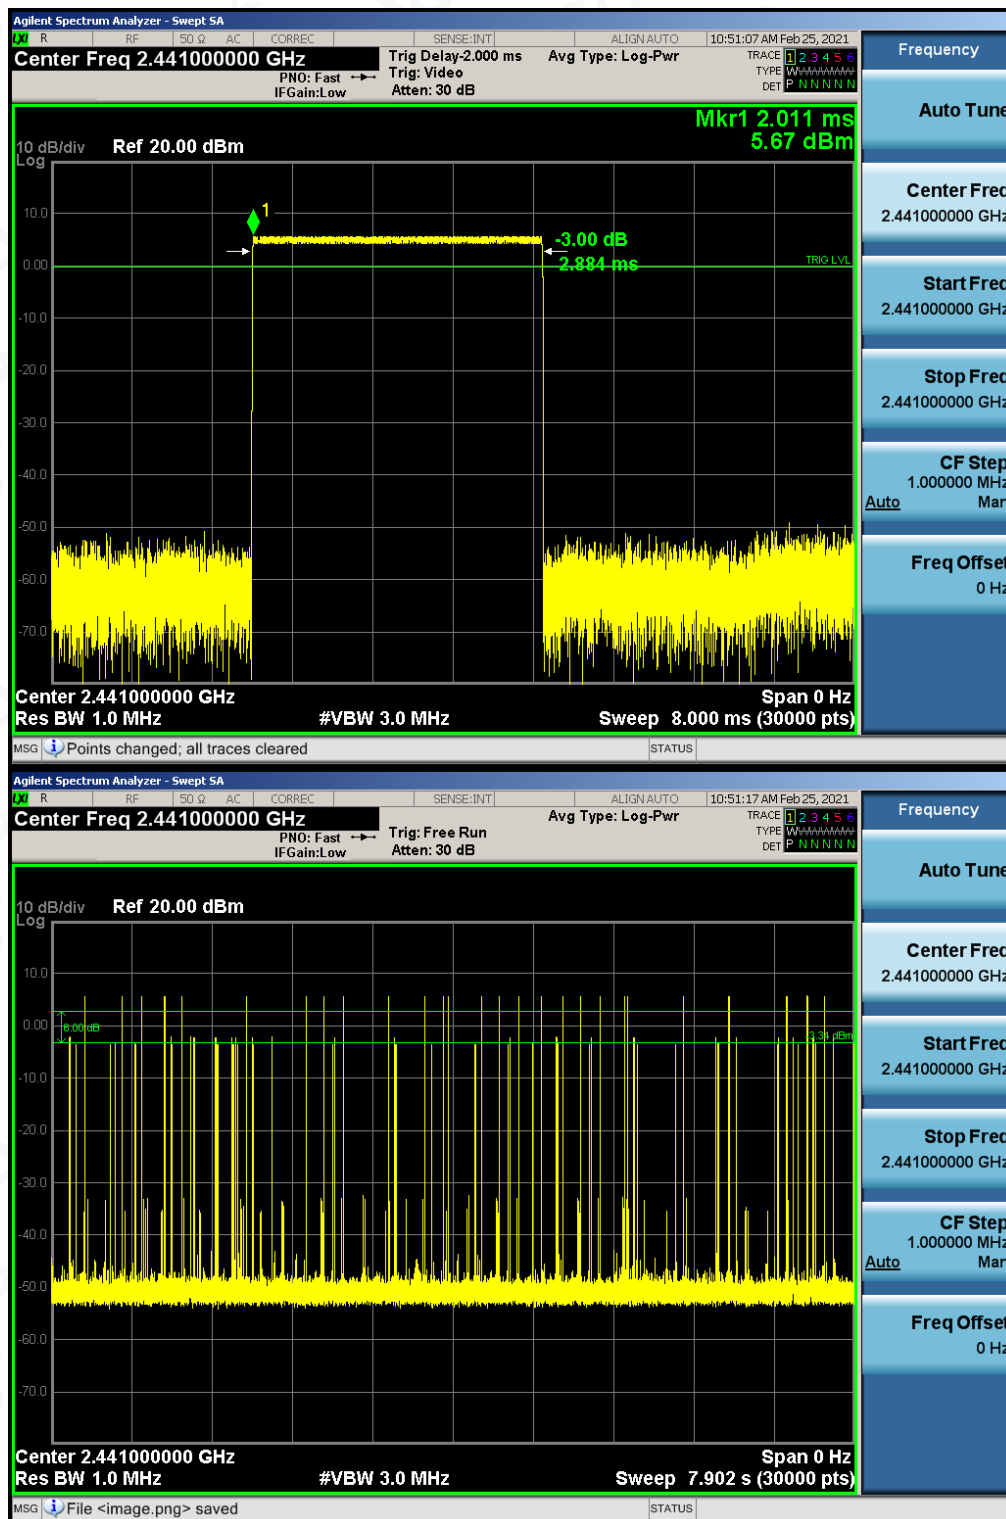 Agilent Spectrum Analyzer - Swept SA
LXI R RF 50 Ω AC CORREC SENSE:INT ALIGN AUTO 10:51:07 AM Feb 25, 2021
Center Freq 2.441000000 GHz
PNO: Fast
IFGain:Low
Trig Delay-2.000 ms
Trig: Video
Atten: 30 dB
Avg Type: Log-Pwr
TRACE 1 2 3 4 5 6
TYPE W
DET P N N N N N
Frequency
Auto Tune
Center Freq
2.441000000 GHz
Start Freq
2.441000000 GHz
Stop Freq
2.441000000 GHz
CF Step
1.000000 MHz
Auto Man
Freq Offset
0 Hz
Mkr1 2.011 ms
5.67 dBm
10 dB/div Ref 20.00 dBm
Log
10.0
0.00
-10.0
-20.0
-30.0
-40.0
-50.0
-60.0
-70.0
1
-3.00 dB
2.884 ms
TRIG LVL
Center 2.441000000 GHz Span 0 Hz
Res BW 1.0 MHz #VBW 3.0 MHz Sweep 8.000 ms (30000 pts)
MSG Points changed; all traces cleared STATUS
Agilent Spectrum Analyzer - Swept SA
LXI R RF 50 Ω AC CORREC SENSE:INT ALIGN AUTO 10:51:17 AM Feb 25, 2021
Center Freq 2.441000000 GHz
PNO: Fast
IFGain:Low
Trig: Free Run
Atten: 30 dB
Avg Type: Log-Pwr
TRACE 1 2 3 4 5 6
TYPE W
DET P N N N N N
Frequency
Auto Tune
Center Freq
2.441000000 GHz
Start Freq
2.441000000 GHz
Stop Freq
2.441000000 GHz
CF Step
1.000000 MHz
Auto Man
Freq Offset
0 Hz
10 dB/div Ref 20.00 dBm
Log
10.0
0.00
-10.0
-20.0
-30.0
-40.0
-50.0
-60.0
-70.0
6.00 dB
-3.34 dBm
Center 2.441000000 GHz Span 0 Hz
Res BW 1.0 MHz #VBW 3.0 MHz Sweep 7.902 s (30000 pts)
MSG File <image.png> saved STATUS